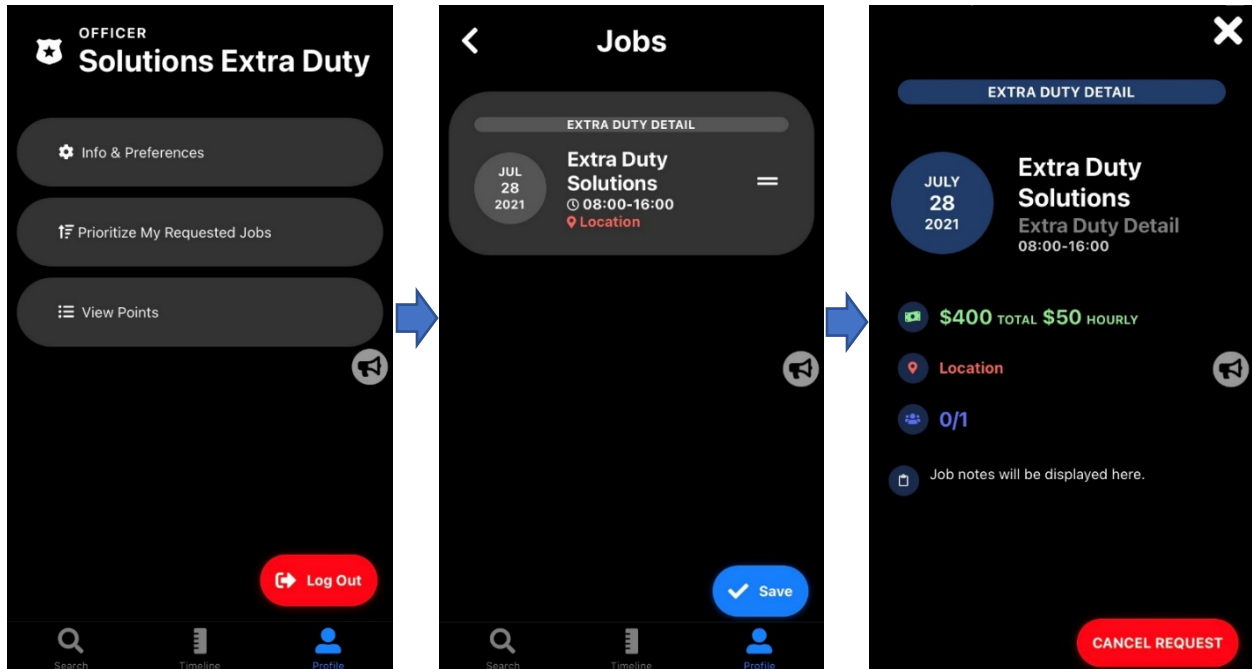 OFFICER
Solutions Extra Duty
Info & Preferences
Prioritize My Requested Jobs
View Points
Log Out
Search
Timeline
Profile
Jobs
EXTRA DUTY DETAIL
JUL
28
2021
Extra Duty
Solutions
08:00-16:00
Location
Save
Search
Timeline
Profile
EXTRA DUTY DETAIL
JULY
28
2021
Extra Duty
Solutions
Extra Duty Detail
08:00-16:00
$400 TOTAL $50 HOURLY
Location
0/1
Job notes will be displayed here.
CANCEL REQUEST